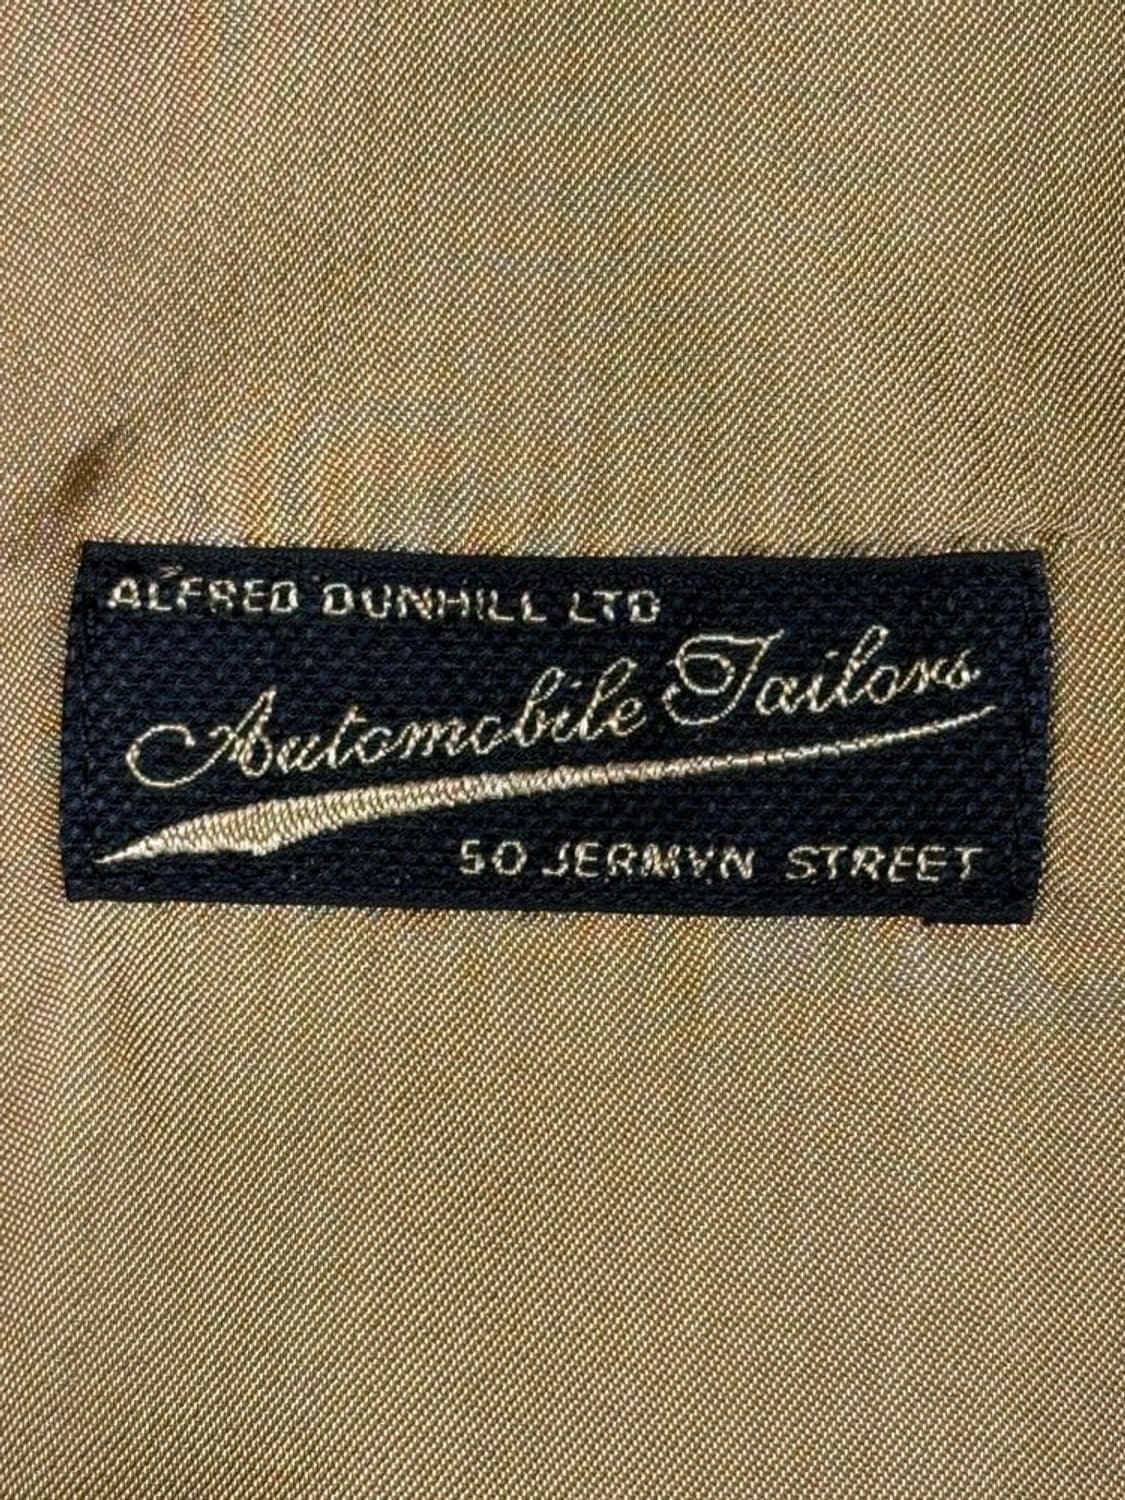 ALFRED DUNHILL LTD
Automobile Tailors
50 JERMYN STREET